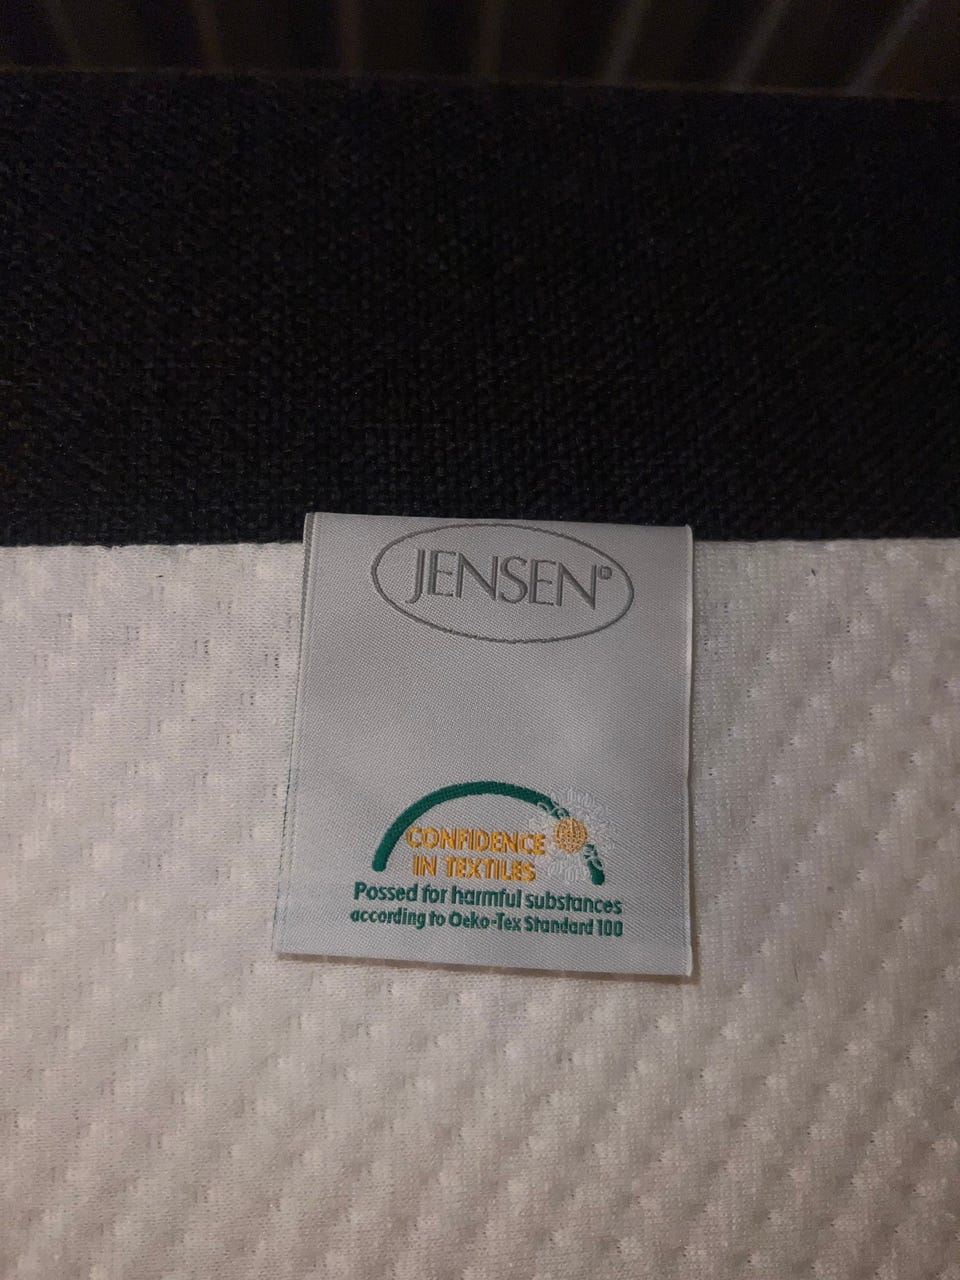 JENSEN®
CONFIDENCE
IN TEXTILES
Possed for harmful substances
according to Oeko-Tex Standard 100